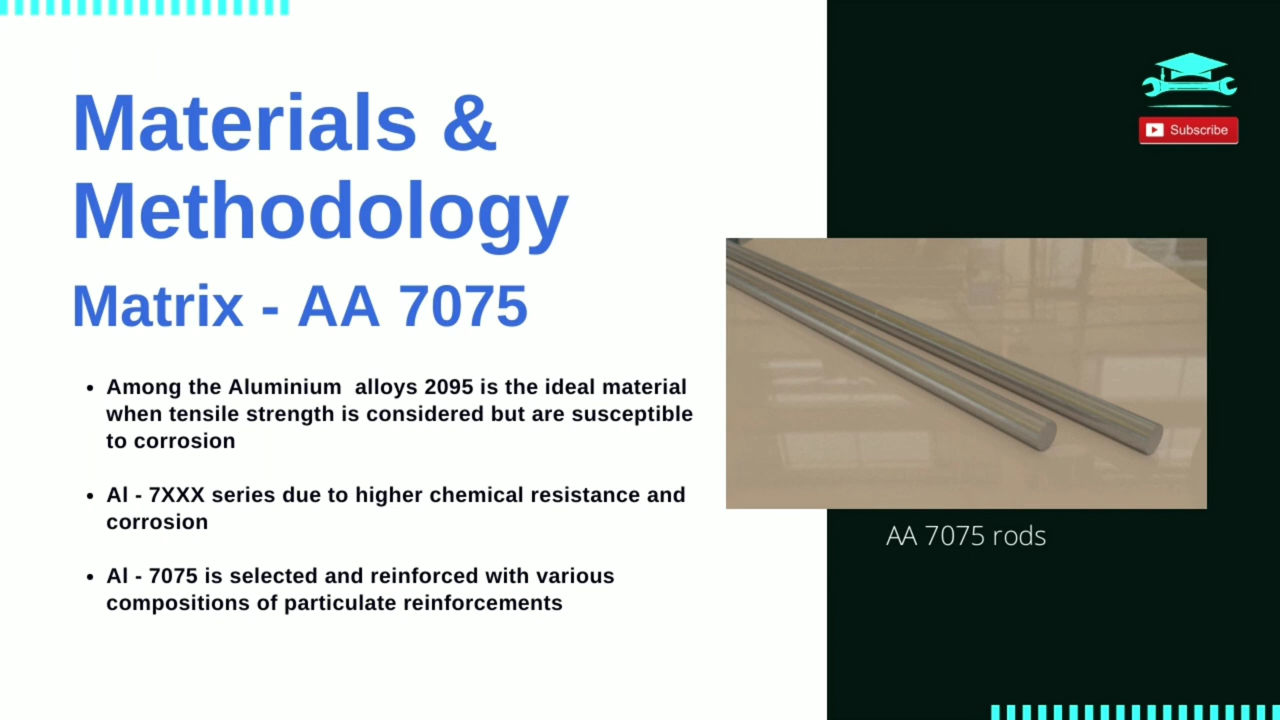 Materials &
Methodology
Matrix - AA 7075
• Among the Aluminium  alloys 2095 is the ideal material
when tensile strength is considered but are susceptible
to corrosion
• Al - 7XXX series due to higher chemical resistance and
corrosion
• Al - 7075 is selected and reinforced with various
compositions of particulate reinforcements
Subscribe
AA 7075 rods